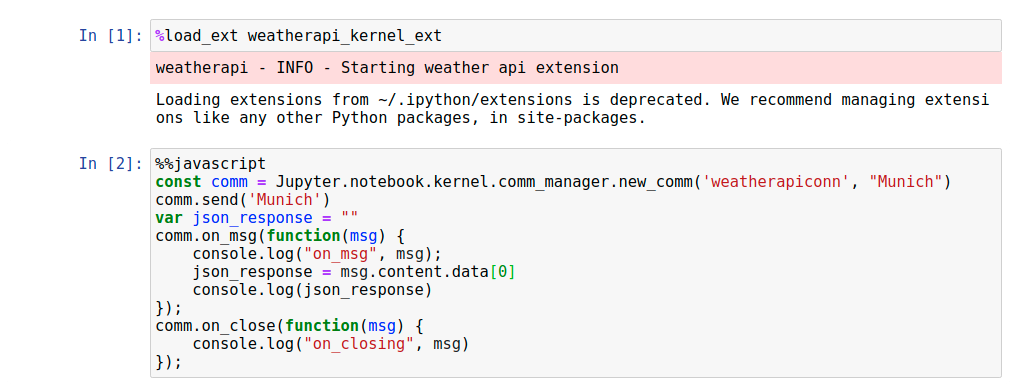 In [1]: %load_ext weatherapi_kernel_ext
weatherapi - INFO - Starting weather api extension
Loading extensions from ~/.ipython/extensions is deprecated. We recommend managing extensi
ons like any other Python packages, in site-packages.
In [2]: %%javascript
const comm = Jupyter.notebook.kernel.comm_manager.new_comm('weatherapiconn', "Munich")
comm.send('Munich')
var json_response = ""
comm.on_msg(function(msg) {
    console.log("on_msg", msg);
    json_response = msg.content.data[0]
    console.log(json_response)
});
comm.on_close(function(msg) {
    console.log("on_closing", msg)
});